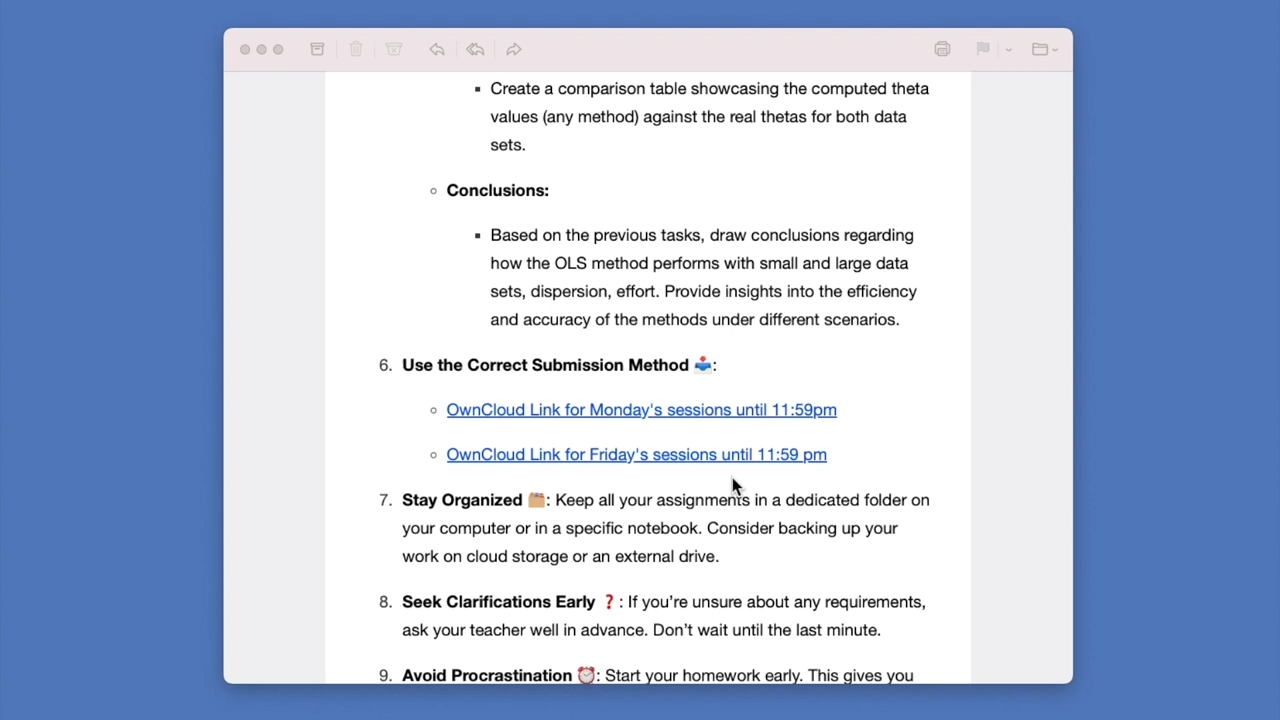 Create a comparison table showcasing the computed theta
values (any method) against the real thetas for both data
sets.
Conclusions:
Based on the previous tasks, draw conclusions regarding
how the OLS method performs with small and large data
sets, dispersion, effort. Provide insights into the efficiency
and accuracy of the methods under different scenarios.
6. Use the Correct Submission Method 📥:
OwnCloud Link for Monday's sessions until 11:59pm
OwnCloud Link for Friday's sessions until 11:59 pm
7. Stay Organized 🗂️: Keep all your assignments in a dedicated folder on
your computer or in a specific notebook. Consider backing up your
work on cloud storage or an external drive.
8. Seek Clarifications Early ❓: If you’re unsure about any requirements,
ask your teacher well in advance. Don’t wait until the last minute.
9. Avoid Procrastination ⏰: Start your homework early. This gives you